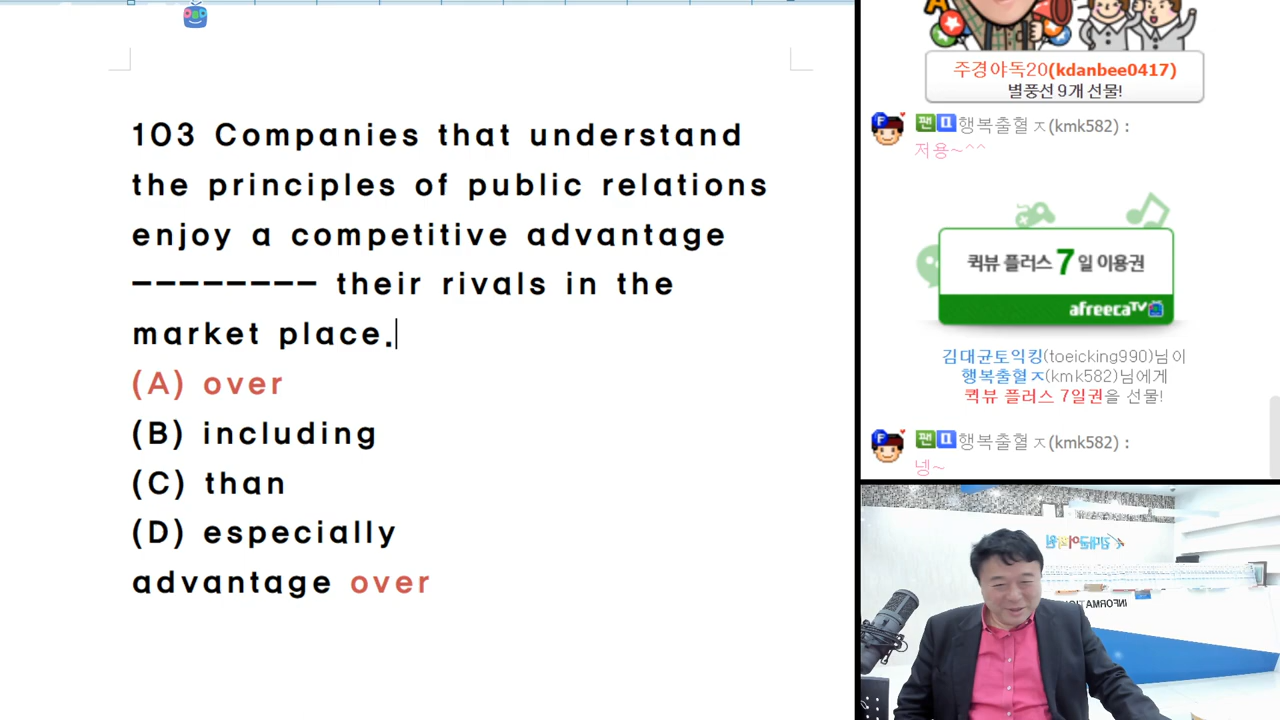 103 Companies that understand
the principles of public relations
enjoy a competitive advantage
-------- their rivals in the
market place.
(A) over
(B) including
(C) than
(D) especially
advantage over
주경야독20(kdanbee0417)
별풍선 9개 선물!
팬 행복출혈ㅈ(kmk582) :
저용~^^
퀵뷰 플러스 7일 이용권
afreecaTV
김대균토익킹(toeicking990)님이
행복출혈ㅈ(kmk582)님에게
퀵뷰 플러스 7일권을 선물!
팬 행복출혈ㅈ(kmk582) :
넹~